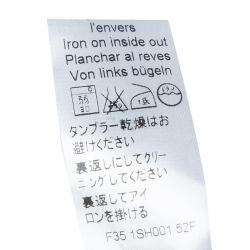 l'envers
Iron on inside out
Planchar al reves
Von links bügeln
タンブラー乾燥はお
避けください
裏返しにしてクリー
ニングしてください
裏返してアイ
ロンを掛ける
F35 1SH001 52F